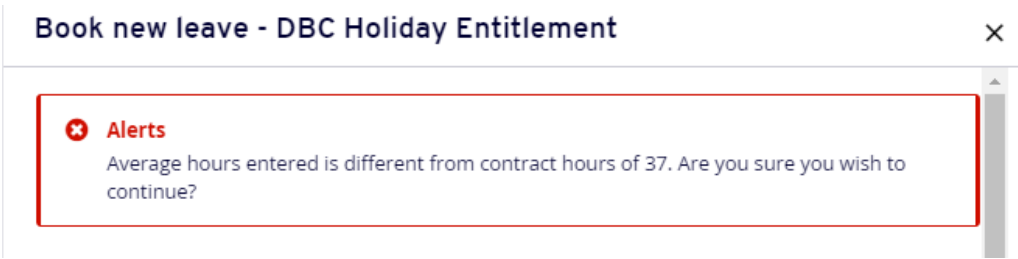 Book new leave - DBC Holiday Entitlement
Alerts
Average hours entered is different from contract hours of 37. Are you sure you wish to
continue?